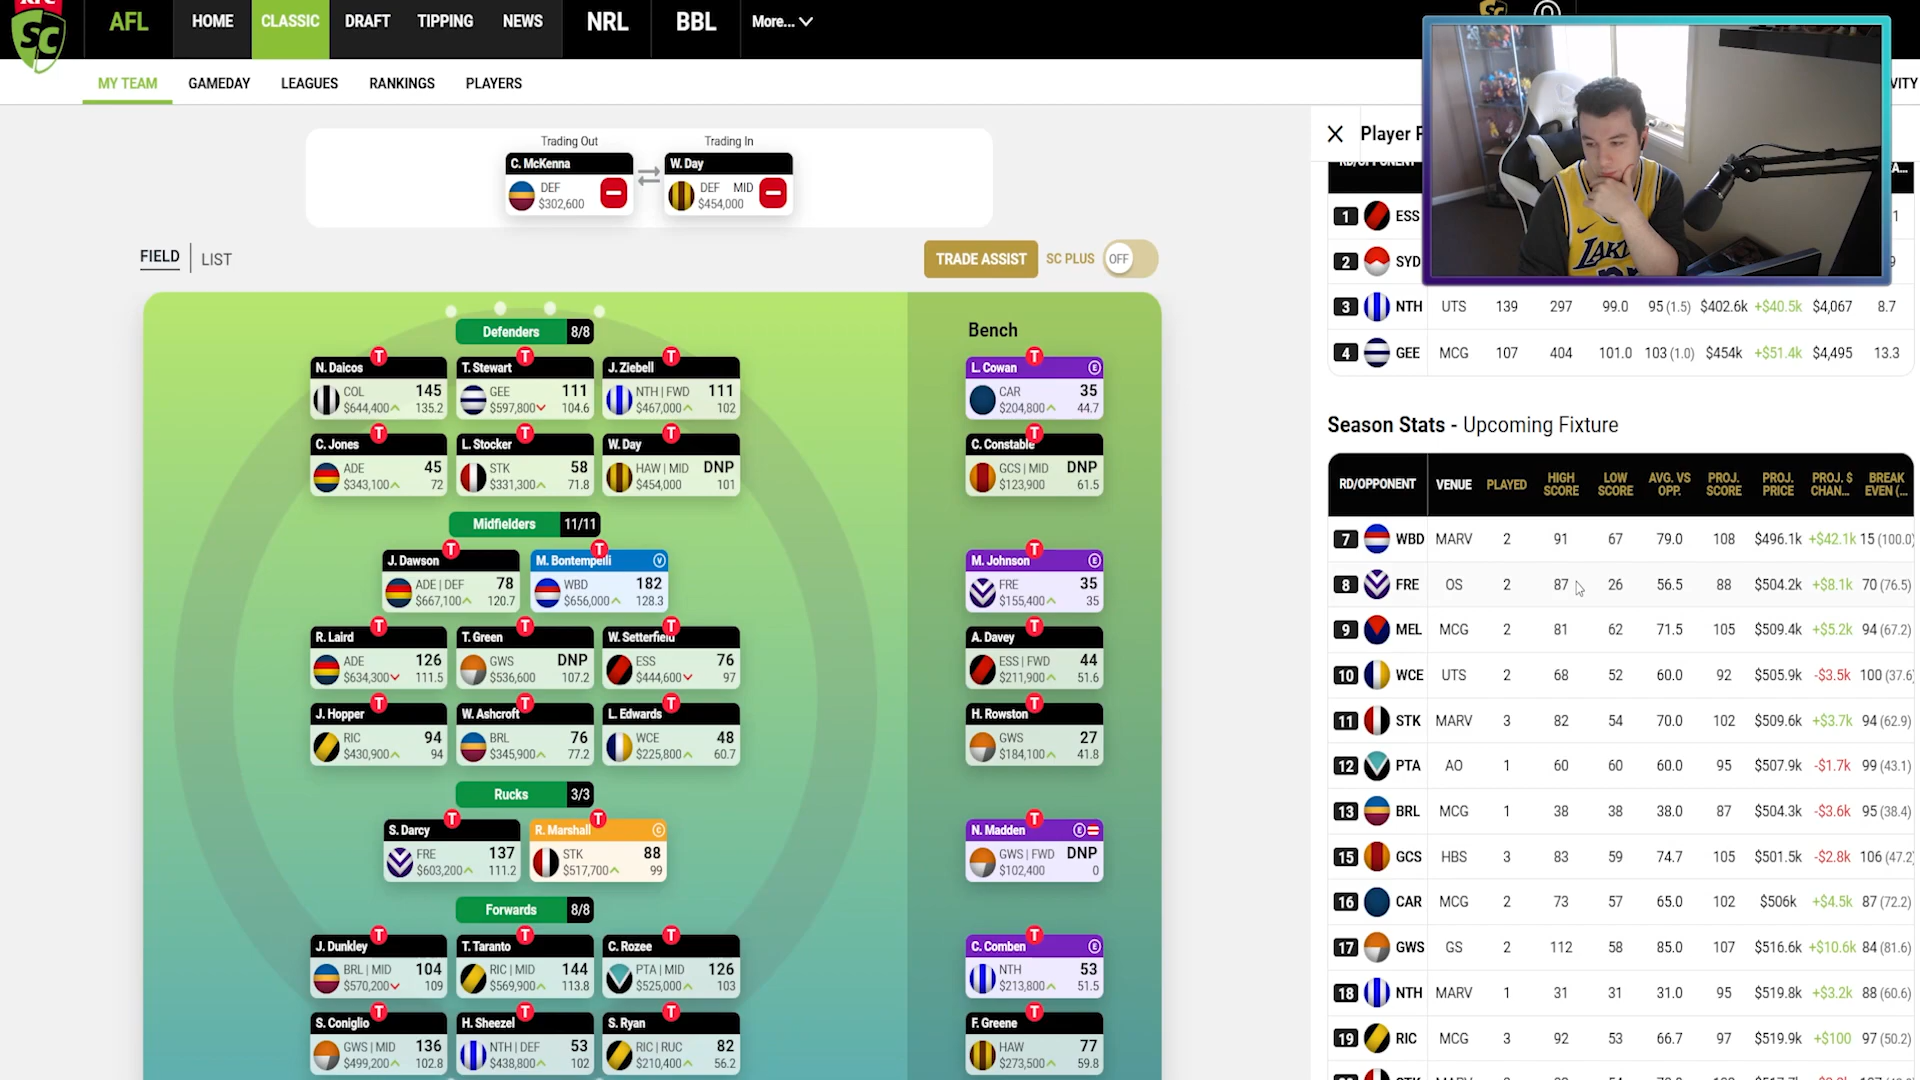 KFC
SC
AFL
HOME
CLASSIC
DRAFT
TIPPING
NEWS
NRL
BBL
More...
SC
VITY
MY TEAM
GAMEDAY
LEAGUES
RANKINGS
PLAYERS
Trading Out
C. McKenna
DEF
$302,600
Trading In
W. Day
DEF MID
$454,000
FIELD
LIST
TRADE ASSIST
SC PLUS
OFF
Defenders 8/8
N. Daicos
COL 145
$644,400 135.2
T. Stewart
GEE 111
$597,800 104.6
J. Ziebell
NTH | FWD 111
$467,000 102
C. Jones
ADE 45
$343,100 72
L. Stocker
STK 58
$331,300 71.8
W. Day
HAW | MID DNP
$454,000 101
Midfielders 11/11
J. Dawson
ADE | DEF 78
$667,100 120.7
M. Bontempelli V
WBD 182
$656,000 128.3
R. Laird
ADE 126
$634,300 111.5
T. Green
GWS DNP
$536,600 107.2
W. Setterfield
ESS 76
$444,600 97
J. Hopper
RIC 94
$430,900 94
W. Ashcroft
BRL 76
$345,900 77.2
L. Edwards
WCE 48
$225,800 60.7
Rucks 3/3
S. Darcy
FRE 137
$603,200 111.2
R. Marshall C
STK 88
$517,700 99
Forwards 8/8
J. Dunkley
BRL | MID 104
$570,200 109
T. Taranto
RIC | MID 144
$569,900 113.8
C. Rozee
PTA | MID 126
$525,000 103
S. Coniglio
GWS | MID 136
$499,200 102.8
H. Sheezel
NTH | DEF 53
$438,800 102
S. Ryan
RIC | RUC 82
$210,400 56.2
Bench
L. Cowan E
CAR 35
$204,800 44.7
C. Constable
GCS | MID DNP
$123,900 61.5
M. Johnson E
FRE 35
$155,400 35
A. Davey
ESS | FWD 44
$211,900 51.6
H. Rowston
GWS 27
$184,100 41.8
N. Madden E
GWS | FWD DNP
$102,400 0
C. Comben E
NTH 53
$213,800 51.5
F. Greene
HAW 77
$273,500 59.8
Player
RD/OPPONENT
1 ESS
2 SYD
3 NTH UTS 139 297 99.0 95 (1.5) $402.6k +$40.5k $4,067 8.7
4 GEE MCG 107 404 101.0 103 (1.0) $454k +$51.4k $4,495 13.3
LAKE
Season Stats - Upcoming Fixture
RD/OPPONENT VENUE PLAYED HIGH SCORE LOW SCORE AVG. VS OPP. PROJ. SCORE PROJ. PRICE PROJ. $ CHAN... BREAK EVEN (...
7 WBD MARV 2 91 67 79.0 108 $496.1k +$42.1k 15 (100.0)
8 FRE OS 2 87 26 56.5 88 $504.2k +$8.1k 70 (76.5)
9 MEL MCG 2 81 62 71.5 105 $509.4k +$5.2k 94 (67.2)
10 WCE UTS 2 68 52 60.0 92 $505.9k -$3.5k 100 (37.6
11 STK MARV 3 82 54 70.0 102 $509.6k +$3.7k 94 (62.9)
12 PTA AO 1 60 60 60.0 95 $507.9k -$1.7k 99 (43.1)
13 BRL MCG 1 38 38 38.0 87 $504.3k -$3.6k 95 (38.4)
15 GCS HBS 3 83 59 74.7 105 $501.5k -$2.8k 106 (47.2
16 CAR MCG 2 73 57 65.0 102 $506k +$4.5k 87 (72.2)
17 GWS GS 2 112 58 85.0 107 $516.6k +$10.6k 84 (81.6)
18 NTH MARV 1 31 31 31.0 95 $519.8k +$3.2k 88 (60.6)
19 RIC MCG 3 92 53 66.7 97 $519.9k +$100 97 (50.2)